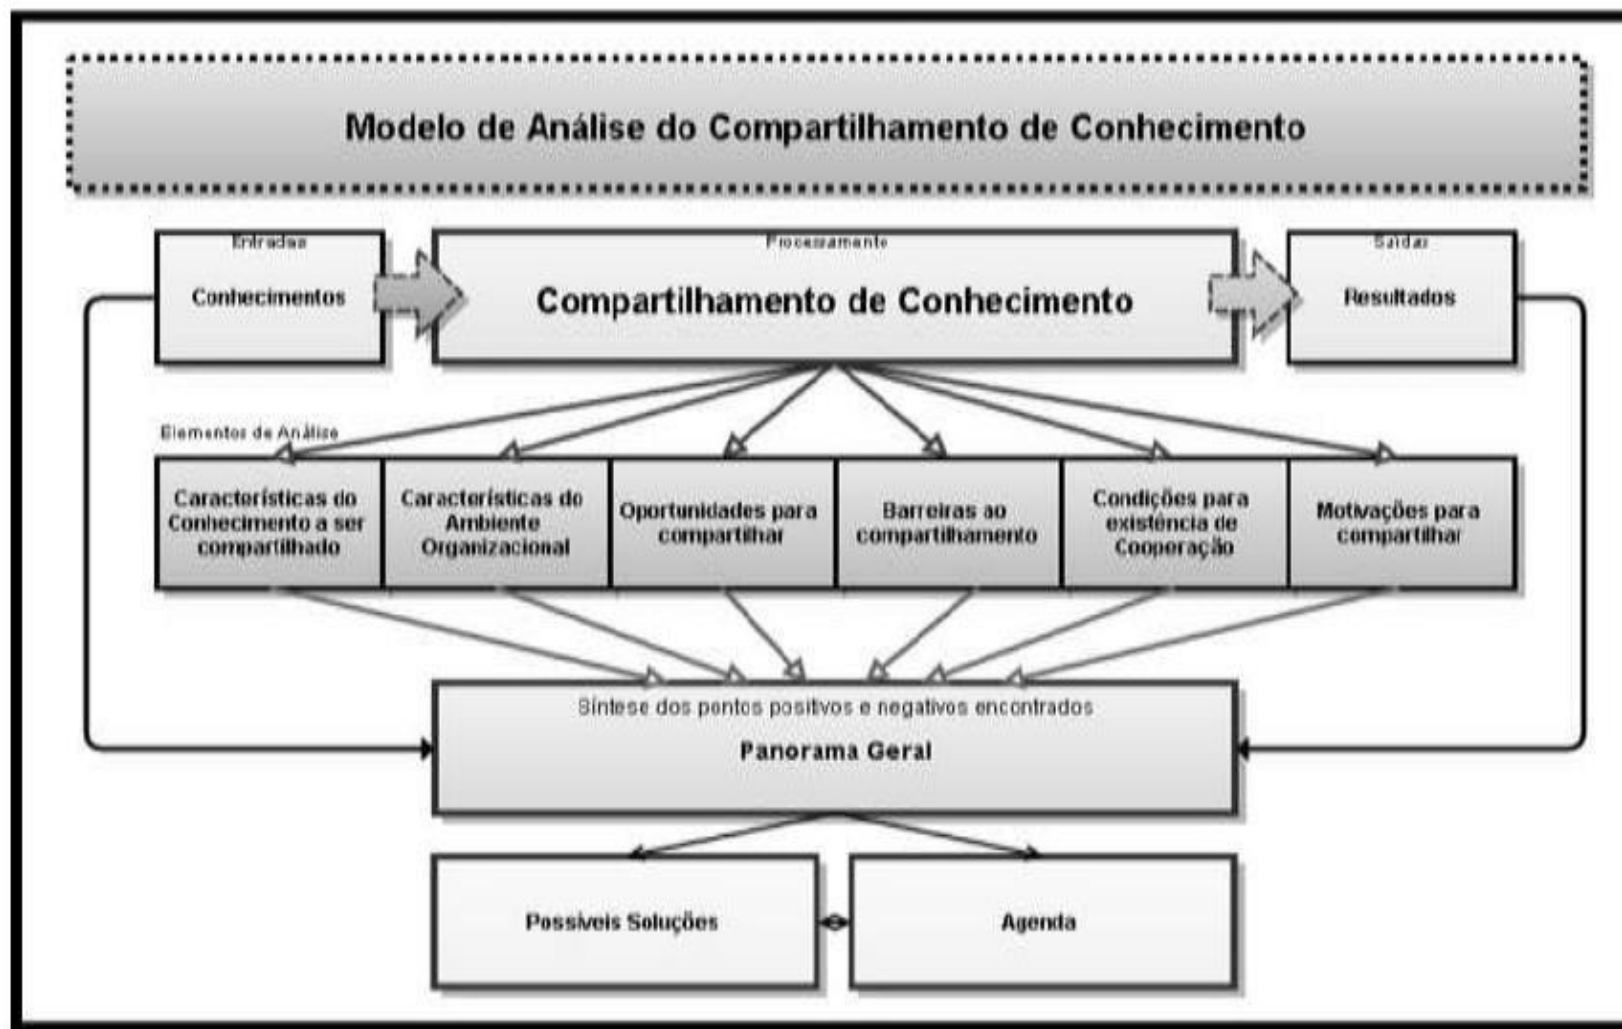 Modelo de Análise do Compartilhamento de Conhecimento
Entradas
Conhecimentos
Processamento
Compartilhamento de Conhecimento
Saídas
Resultados
Elementos de Análise
Características do
Conhecimento a ser
compartilhado
Características do
Ambiente
Organizacional
Oportunidades para
compartilhar
Barreiras ao
compartilhamento
Condições para
existência de
Cooperação
Motivações para
compartilhar
Síntese dos pontos positivos e negativos encontrados
Panorama Geral
Possíveis Soluções
Agenda